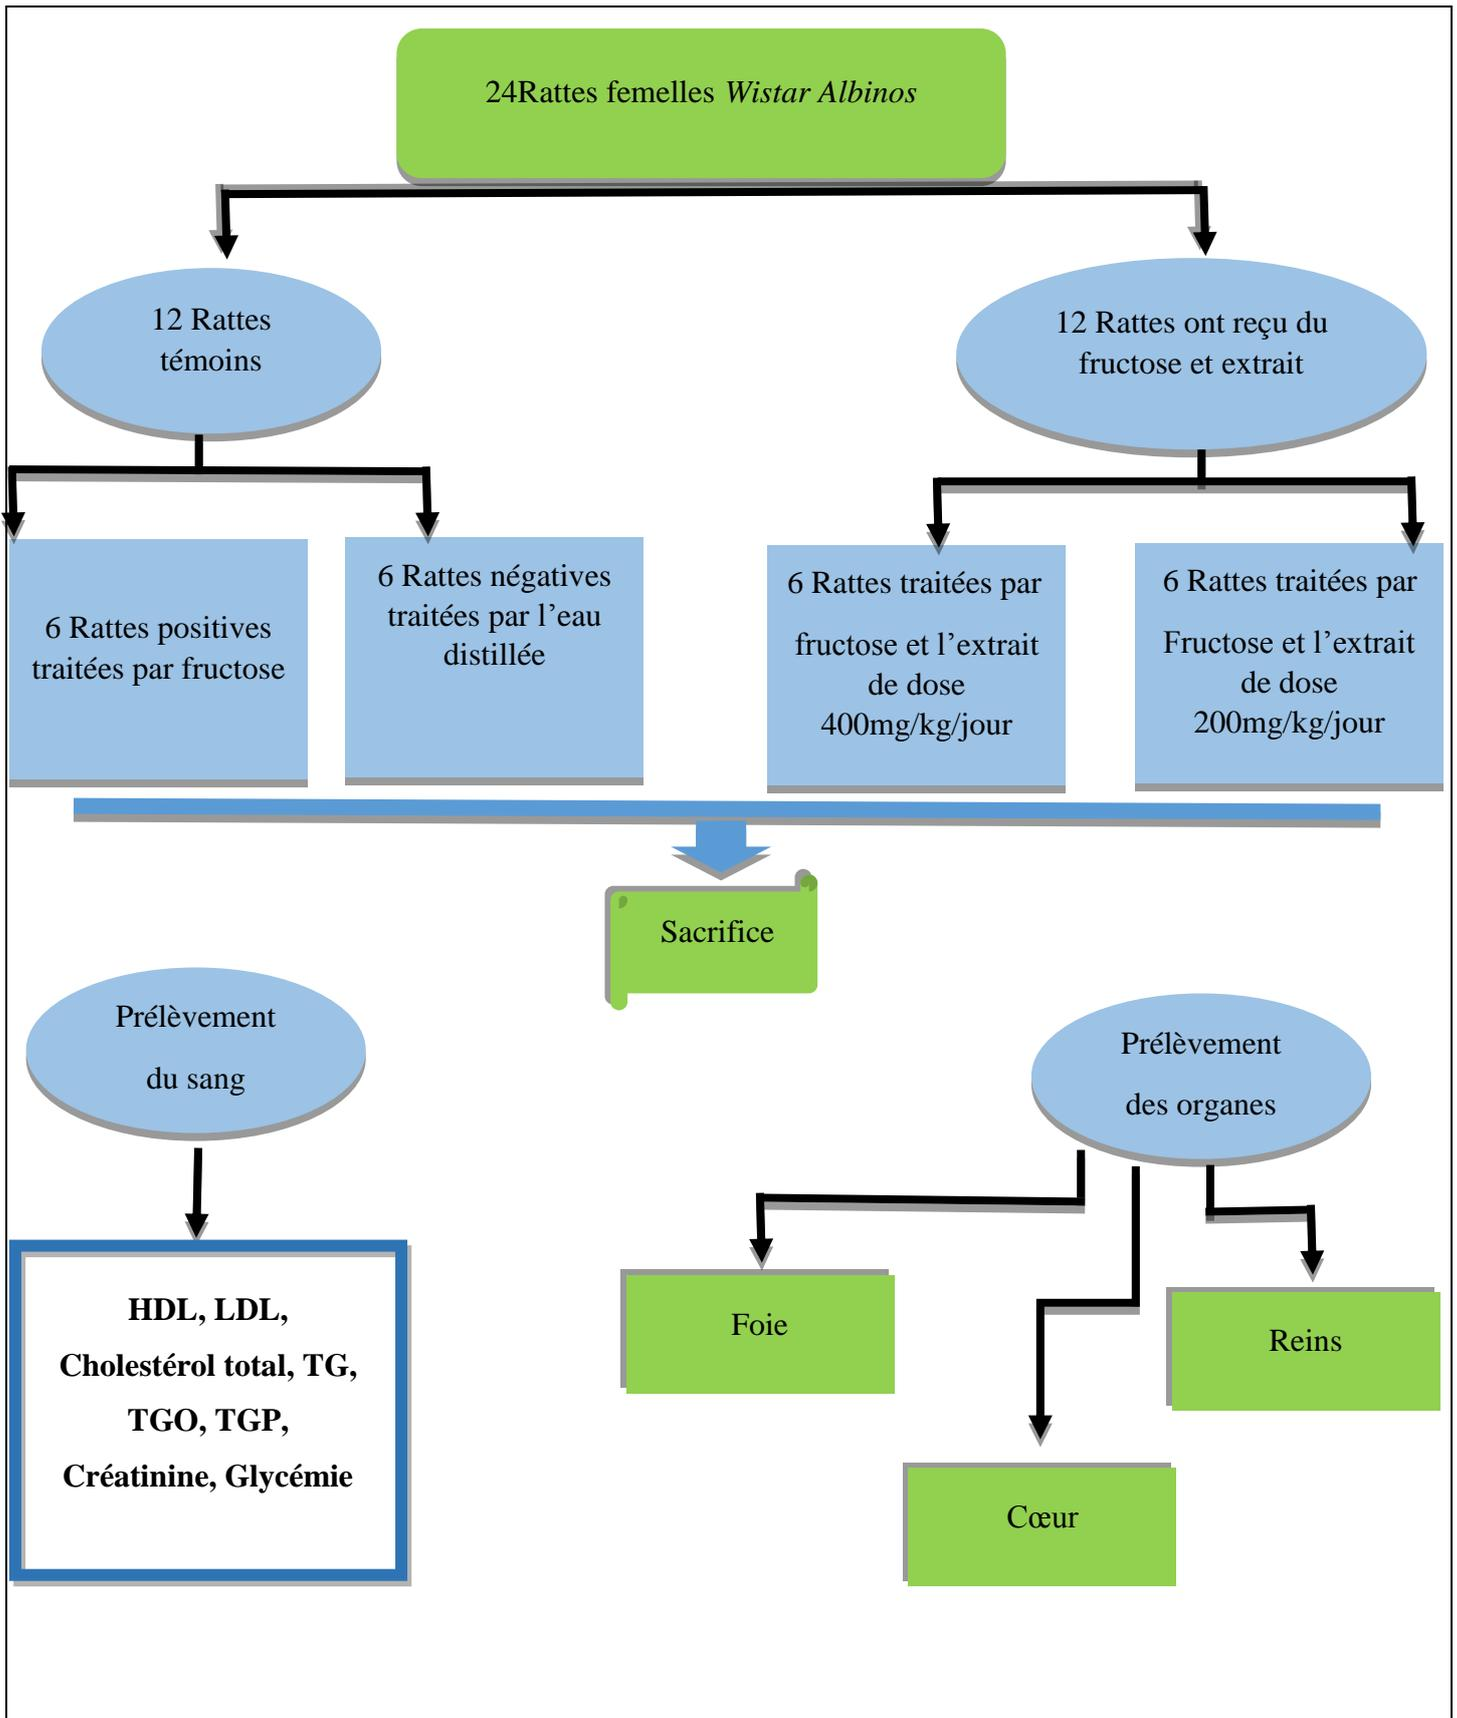 24Rattes femelles Wistar Albinos
12 Rattes
témoins
12 Rattes ont reçu du
fructose et extrait
6 Rattes positives
traitées par fructose
6 Rattes négatives
traitées par l’eau
distillée
6 Rattes traitées par
fructose et l’extrait
de dose
400mg/kg/jour
6 Rattes traitées par
Fructose et l’extrait
de dose
200mg/kg/jour
Sacrifice
Prélèvement
du sang
Prélèvement
des organes
HDL, LDL,
Cholestérol total, TG,
TGO, TGP,
Créatinine, Glycémie
Foie
Reins
Cœur